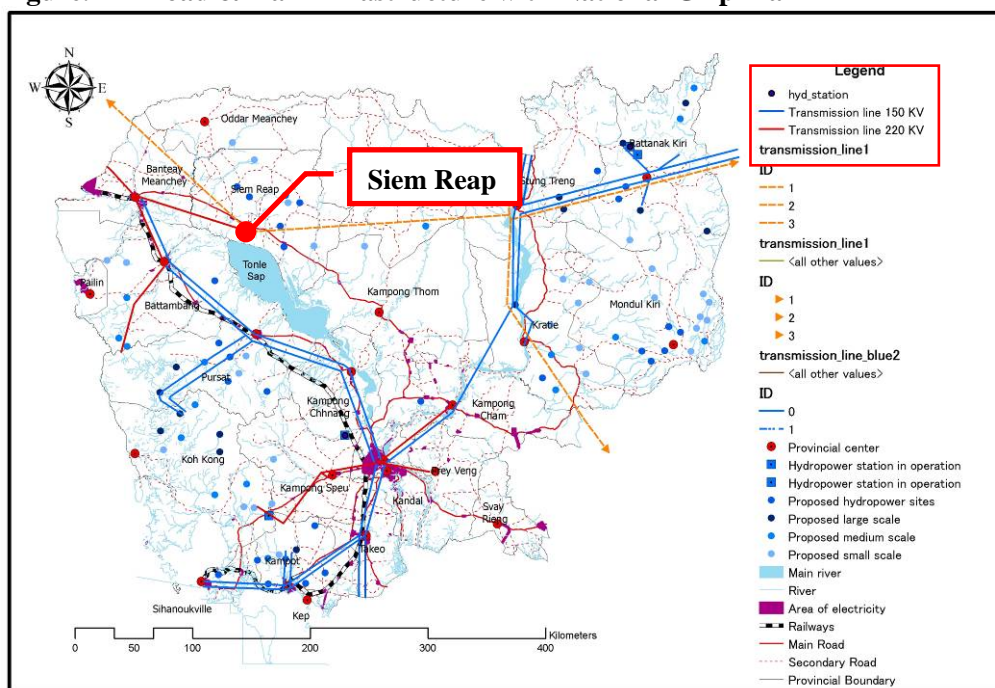 N
W
E
S
Oddar Meanchey
Banteay
Meanchey
Siem Reap
Siem Reap
Rattanak Kiri
Stung Treng
Tonle
Sap
Kampong Thom
Pailin
Battambang
Mondul Kiri
Kratie
Pursat
Kampong
Chhnang
Kampong
Cham
Koh Kong
Prey Veng
Kampong Speu
Kandal
Svay
Rieng
Takeo
Kampot
Sihanoukville
Kep
Kilometers
0
50
100
200
300
400
Legend
hyd_station
Transmission line 150 KV
Transmission line 220 KV
transmission_line1
ID
1
2
3
transmission_line1
<all other values>
ID
1
2
3
transmission_line_blue2
<all other values>
ID
0
1
Provincial center
Hydropower station in operation
Hydropower station in operation
Proposed hydropower sites
Proposed large scale
Proposed medium scale
Proposed small scale
Main river
River
Area of electricity
Railways
Main Road
Secondary Road
Provincial Boundary